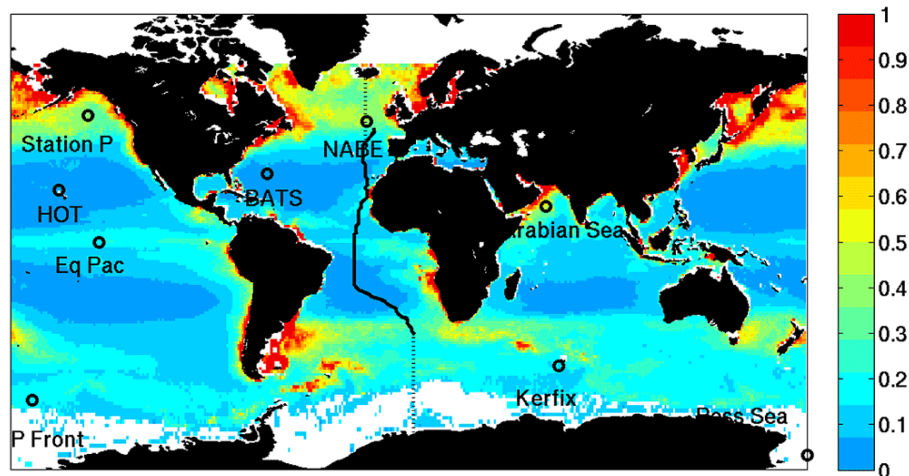 1
0.9
Station P
NABE
0.8
0.7
HOT
BATS
rabian Sea
0.6
Eq Pac
0.5
0.4
0.3
0.2
Kerfix
Ross Sea
P Front
0.1
0